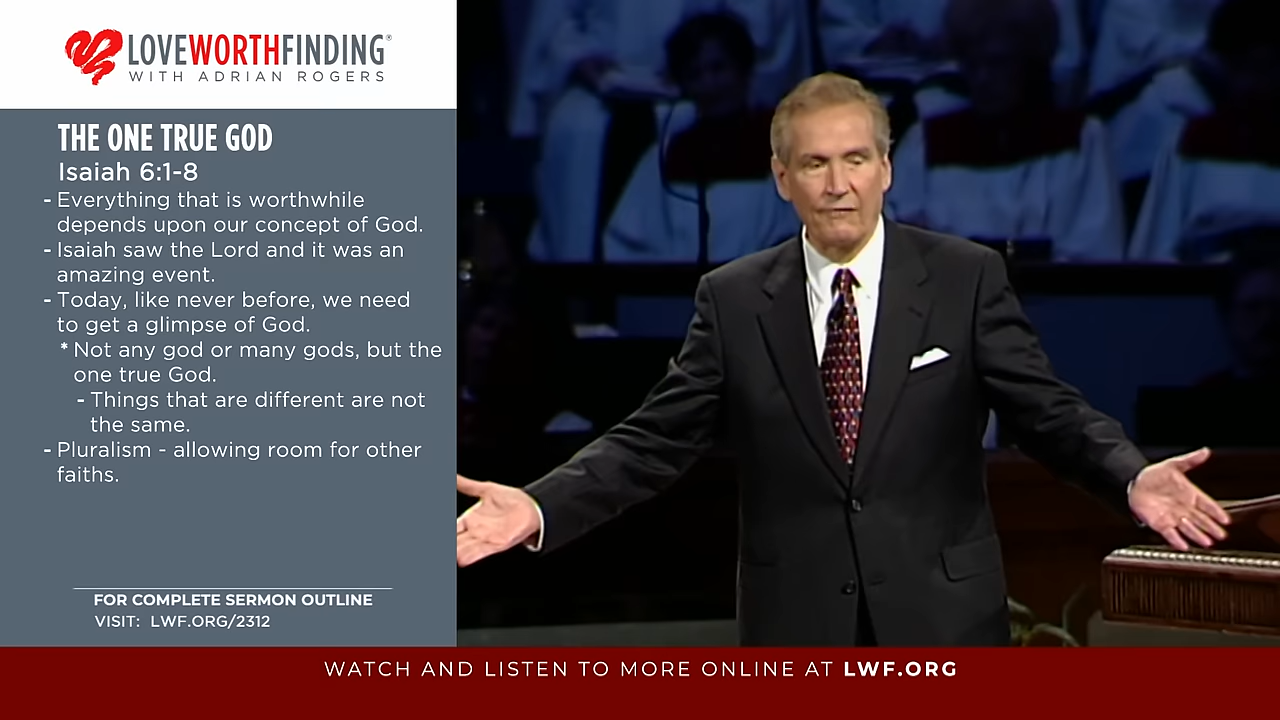 LOVEWORTHFINDING®
WITH ADRIAN ROGERS
THE ONE TRUE GOD
Isaiah 6:1-8
- Everything that is worthwhile
depends upon our concept of God.
- Isaiah saw the Lord and it was an
amazing event.
- Today, like never before, we need
to get a glimpse of God.
* Not any god or many gods, but the
one true God.
- Things that are different are not
the same.
- Pluralism - allowing room for other
faiths.
FOR COMPLETE SERMON OUTLINE
VISIT: LWF.ORG/2312
WATCH AND LISTEN TO MORE ONLINE AT LWF.ORG